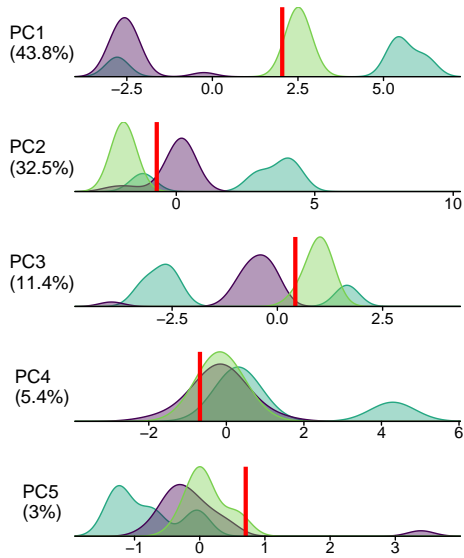 PC1
(43.8%)
−2.5 0.0 2.5 5.0
PC2
(32.5%)
0 5 10
PC3
(11.4%)
−2.5 0.0 2.5
PC4
(5.4%)
−2 0 2 4 6
PC5
(3%)
−1 0 1 2 3